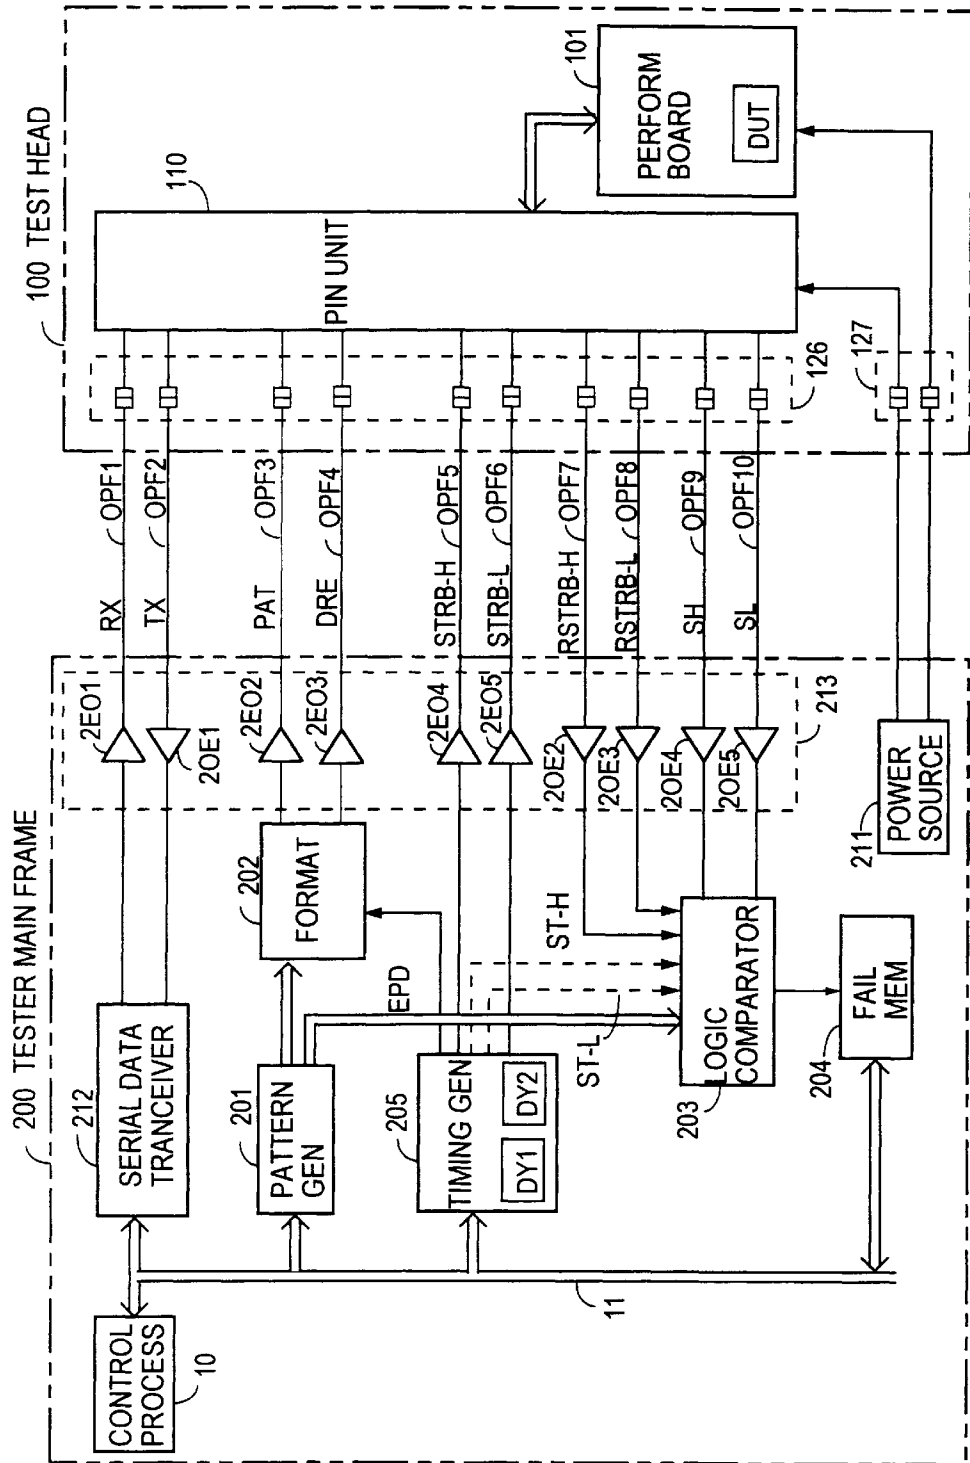 200 TESTER MAIN FRAME
100 TEST HEAD
CONTROL
PROCESS
10
11
212
SERIAL DATA
TRANCEIVER
201
PATTERN
GEN
205
TIMING GEN
DY1
DY2
202
FORMAT
EPD
ST-L
ST-H
LOGIC
COMPARATOR
203
204
FAIL
MEM
211
POWER
SOURCE
213
2EO1
2OE1
2EO2
2EO3
2EO4
2EO5
2OE2
2OE3
2OE4
2OE5
RX
OPF1
TX
OPF2
PAT
OPF3
DRE
OPF4
STRB-H
OPF5
STRB-L
OPF6
RSTRB-H
OPF7
RSTRB-L
OPF8
SH
OPF9
SL
OPF10
126
127
110
PIN UNIT
101
PERFORM
BOARD
DUT